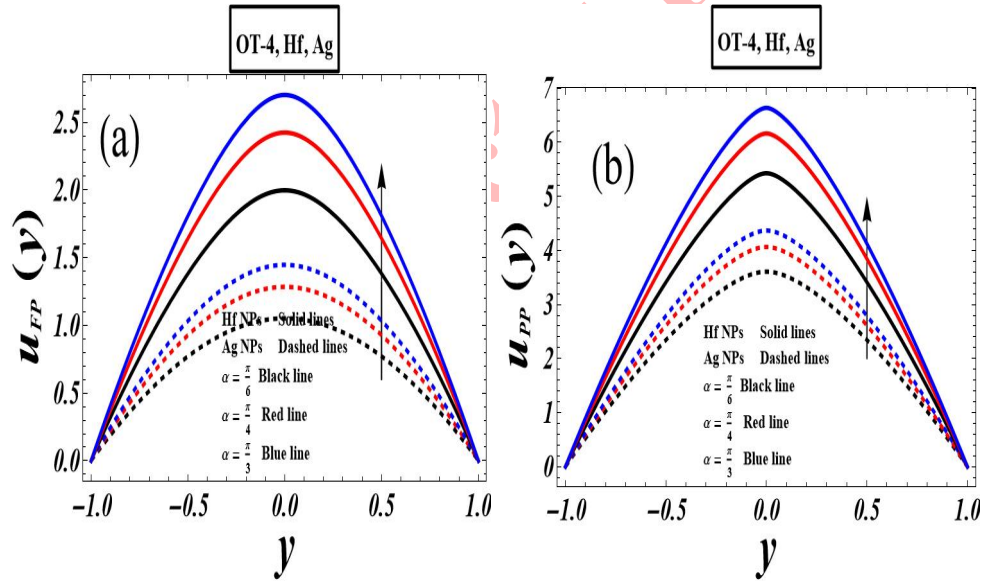 OT-4, Hf, Ag
(a)
u_FP (y)
2.5
2.0
1.5
1.0
0.5
0.0
Hf NPs Solid lines
Ag NPs Dashed lines
α = π/6 Black line
α = π/4 Red line
α = π/3 Blue line
-1.0 -0.5 0.0 0.5 1.0
y
OT-4, Hf, Ag
(b)
u_PP (y)
7
6
5
4
3
2
1
0
Hf NPs Solid lines
Ag NPs Dashed lines
α = π/6 Black line
α = π/4 Red line
α = π/3 Blue line
-1.0 -0.5 0.0 0.5 1.0
y